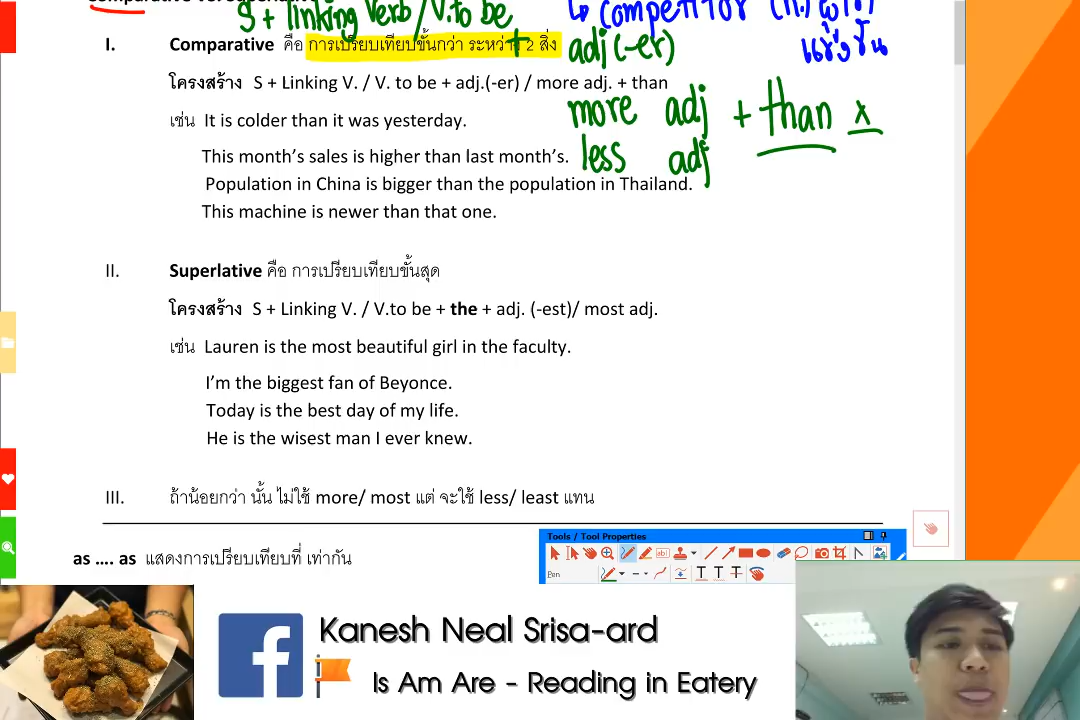 S + linking Verb / V. to be
+
↳ competitor (n.)
แข่งขัน
adj (-er)
more adj + than x
less adj
I. Comparative คือ การเปรียบเทียบขั้นกว่า ระหว่าง 2 สิ่ง
โครงสร้าง S + Linking V. / V. to be + adj.(-er) / more adj. + than
เช่น It is colder than it was yesterday.
This month's sales is higher than last month's.
Population in China is bigger than the population in Thailand.
This machine is newer than that one.
II. Superlative คือ การเปรียบเทียบขั้นสุด
โครงสร้าง S + Linking V. / V.to be + the + adj. (-est)/ most adj.
เช่น Lauren is the most beautiful girl in the faculty.
I'm the biggest fan of Beyonce.
Today is the best day of my life.
He is the wisest man I ever knew.
III. ถ้าน้อยกว่า นั้น ไม่ใช้ more/ most แต่ จะใช้ less/ least แทน
as .... as แสดงการเปรียบเทียบที่ เท่ากัน
Tools / Tool Properties
Pen
Kanesh Neal Srisa-ard
Is Am Are - Reading in Eatery